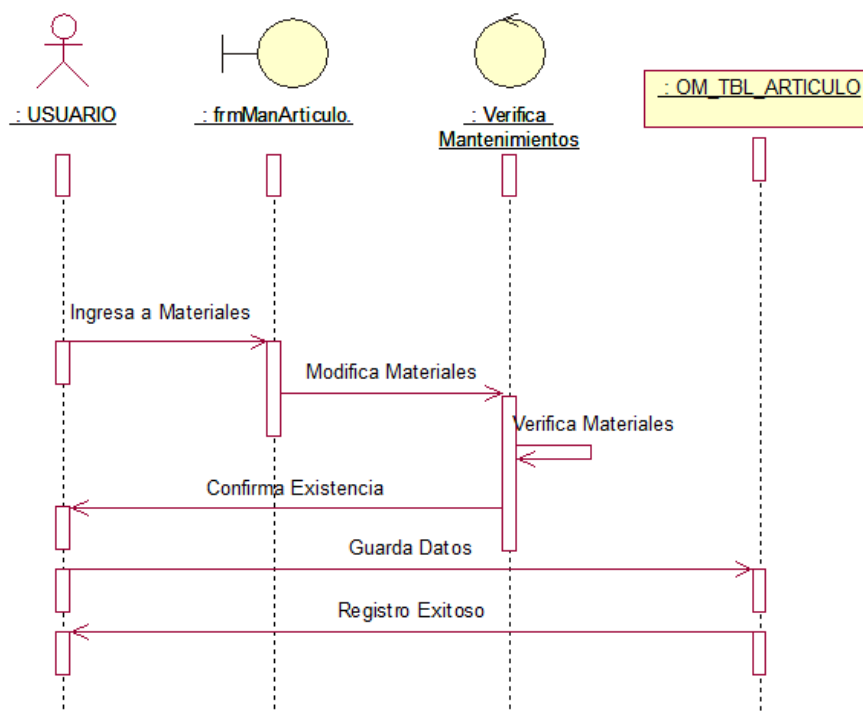 : USUARIO
: frmManArticulo.
: Verifica
Mantenimientos
: OM_TBL_ARTICULO
Ingresa a Materiales
Modifica Materiales
Verifica Materiales
Confirma Existencia
Guarda Datos
Registro Exitoso